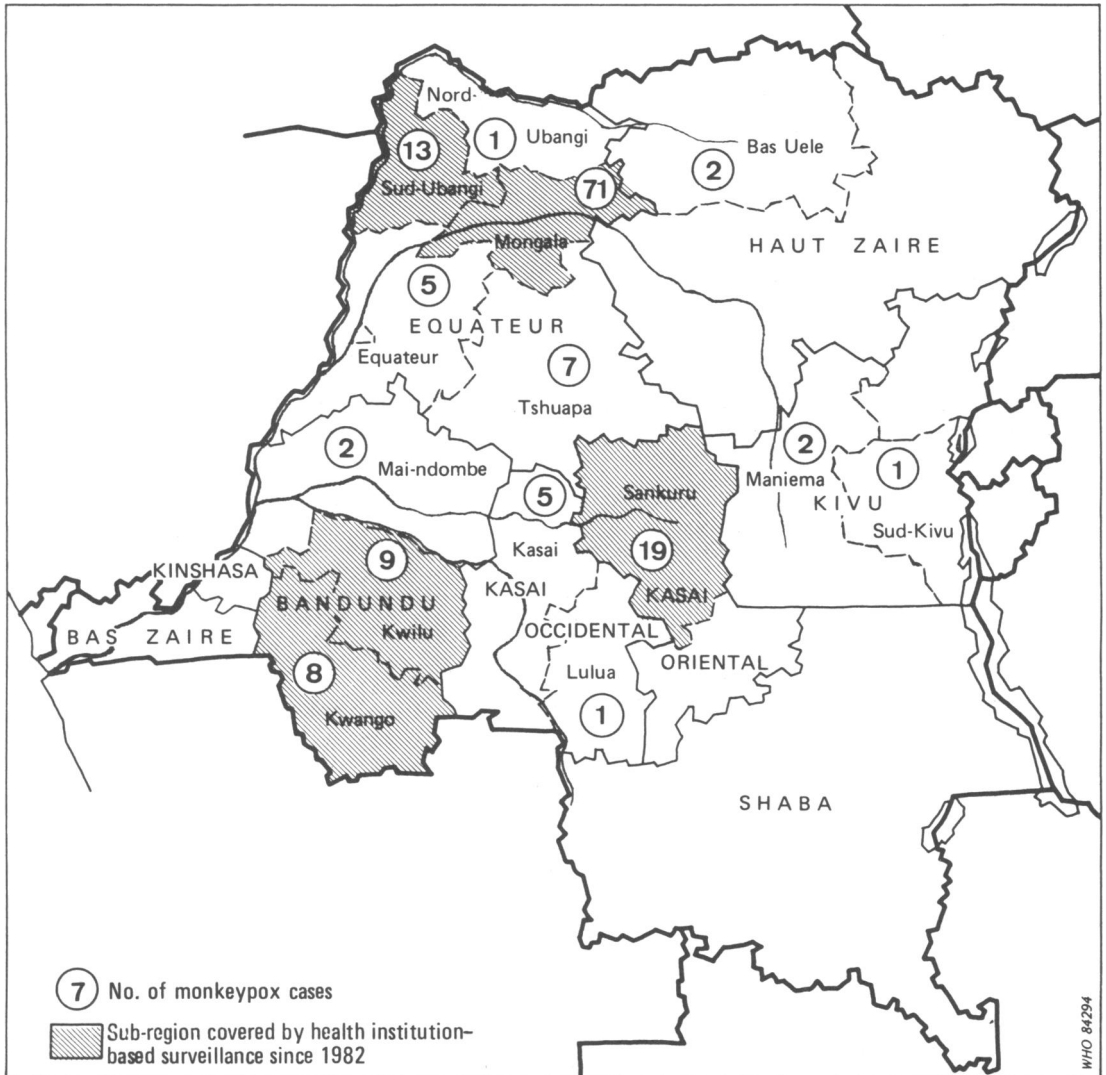 Nord-
1
Ubangi
13
Bas Uele
2
Sud-Ubangi
71
Mongala
HAUT ZAIRE
5
EQUATEUR
Equateur
7
Tshuapa
2
Mai-ndombe
2
Maniema
1
KIVU
Sud-Kivu
5
Sankuru
Kasai
19
9
KINSHASA
BANDUNDU
KASAI
KASAI
Kwilu
BAS ZAIRE
OCCIDENTAL
ORIENTAL
8
Lulua
Kwango
1
SHABA
7 No. of monkeypox cases
Sub-region covered by health institution-
based surveillance since 1982
WHO 84294